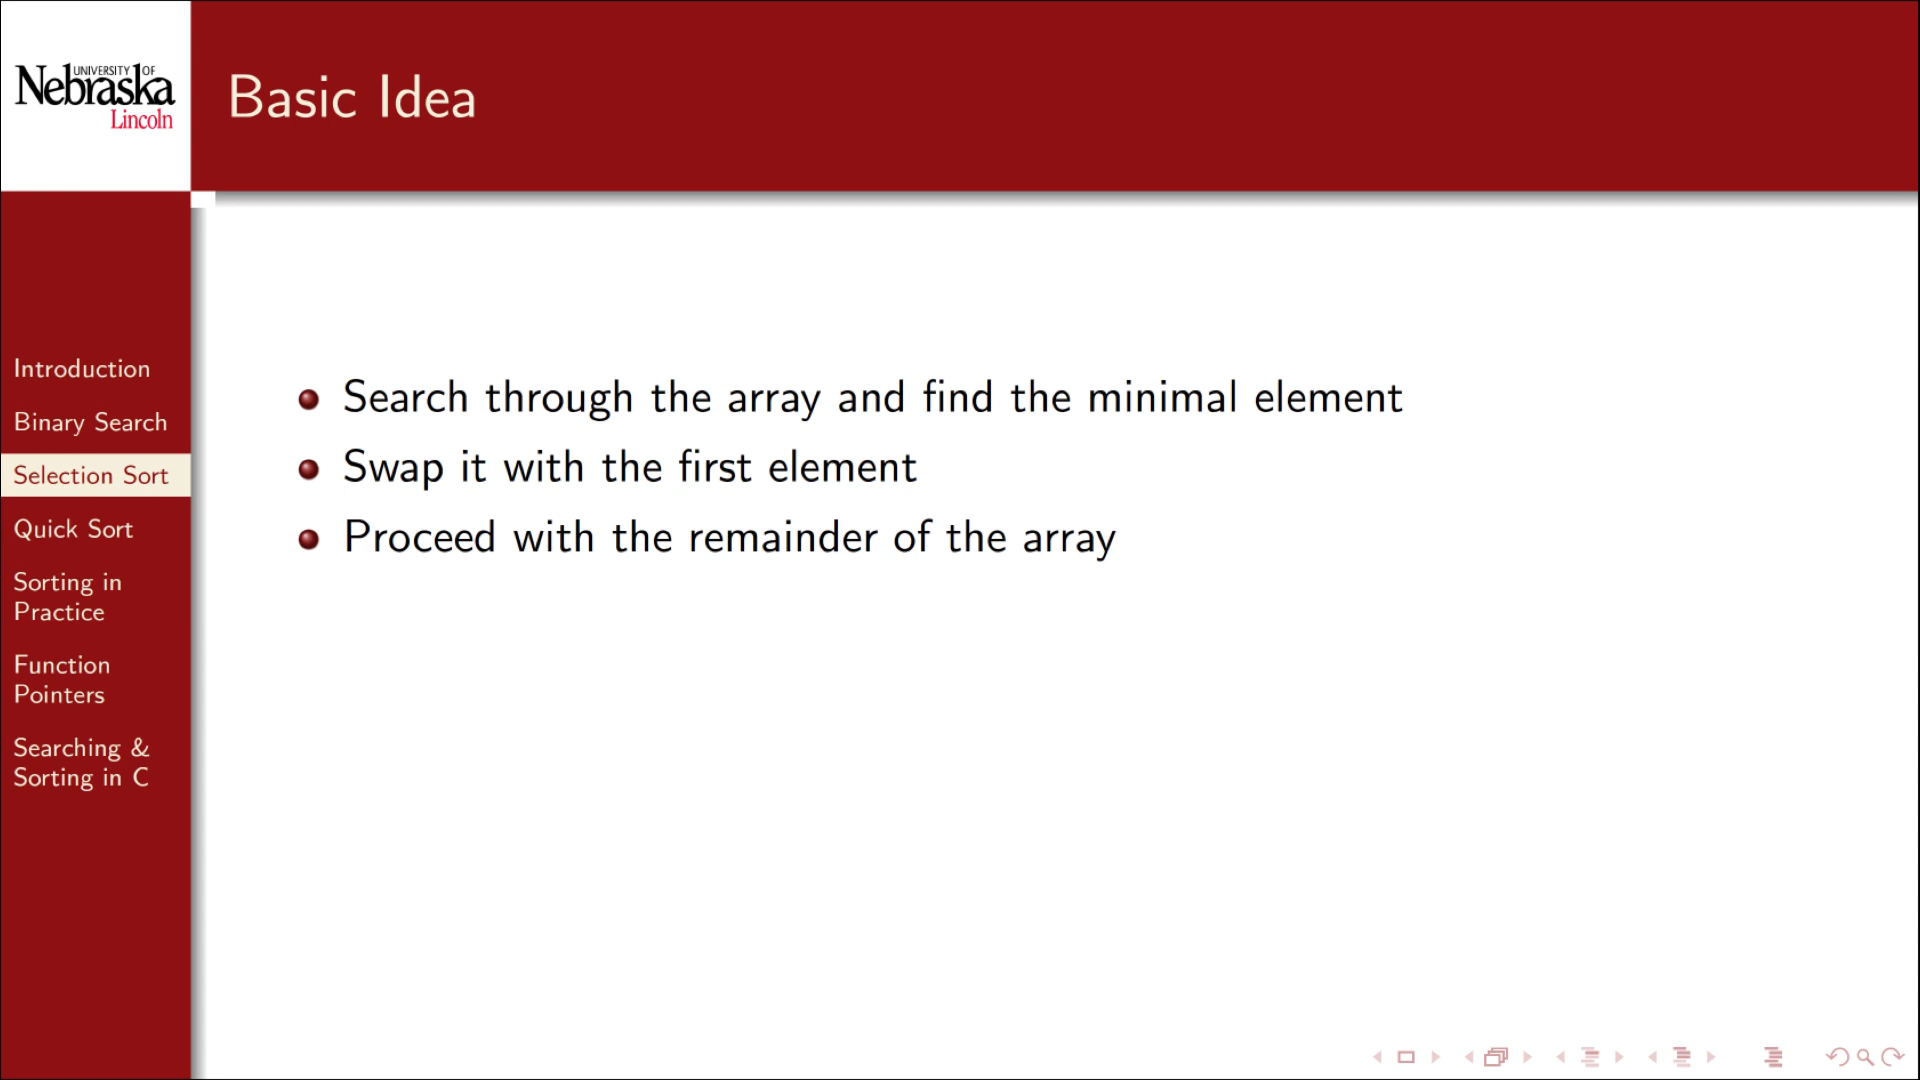 UNIVERSITY OF
Nebraska
Lincoln
Basic Idea
Introduction
Binary Search
Selection Sort
Quick Sort
Sorting in
Practice
Function
Pointers
Searching &
Sorting in C
Search through the array and find the minimal element
Swap it with the first element
Proceed with the remainder of the array